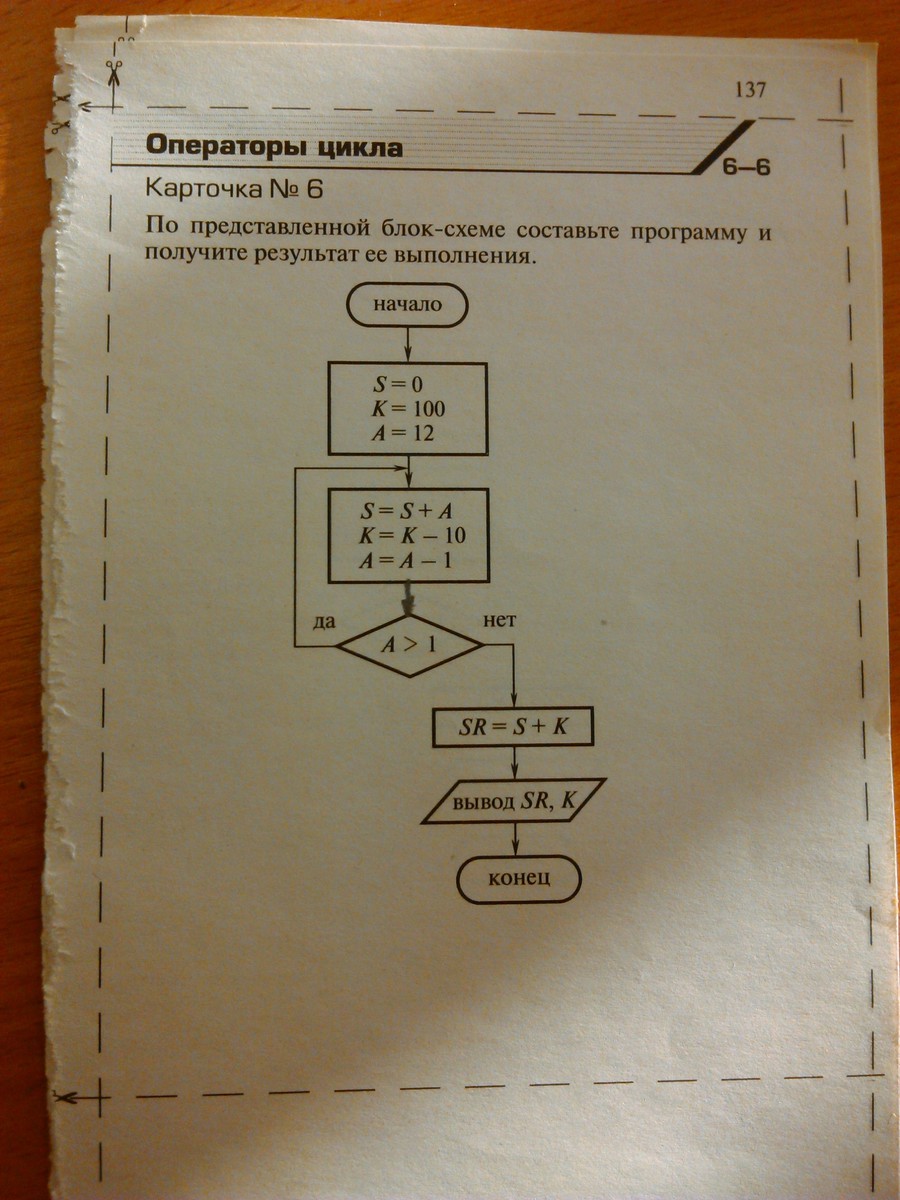 137
Операторы цикла
6–6
Карточка № 6
По представленной блок-схеме составьте программу и
получите результат ее выполнения.
начало
S = 0
K = 100
A = 12
S = S + A
K = K – 10
A = A – 1
да
нет
A > 1
SR = S + K
вывод SR, K
конец